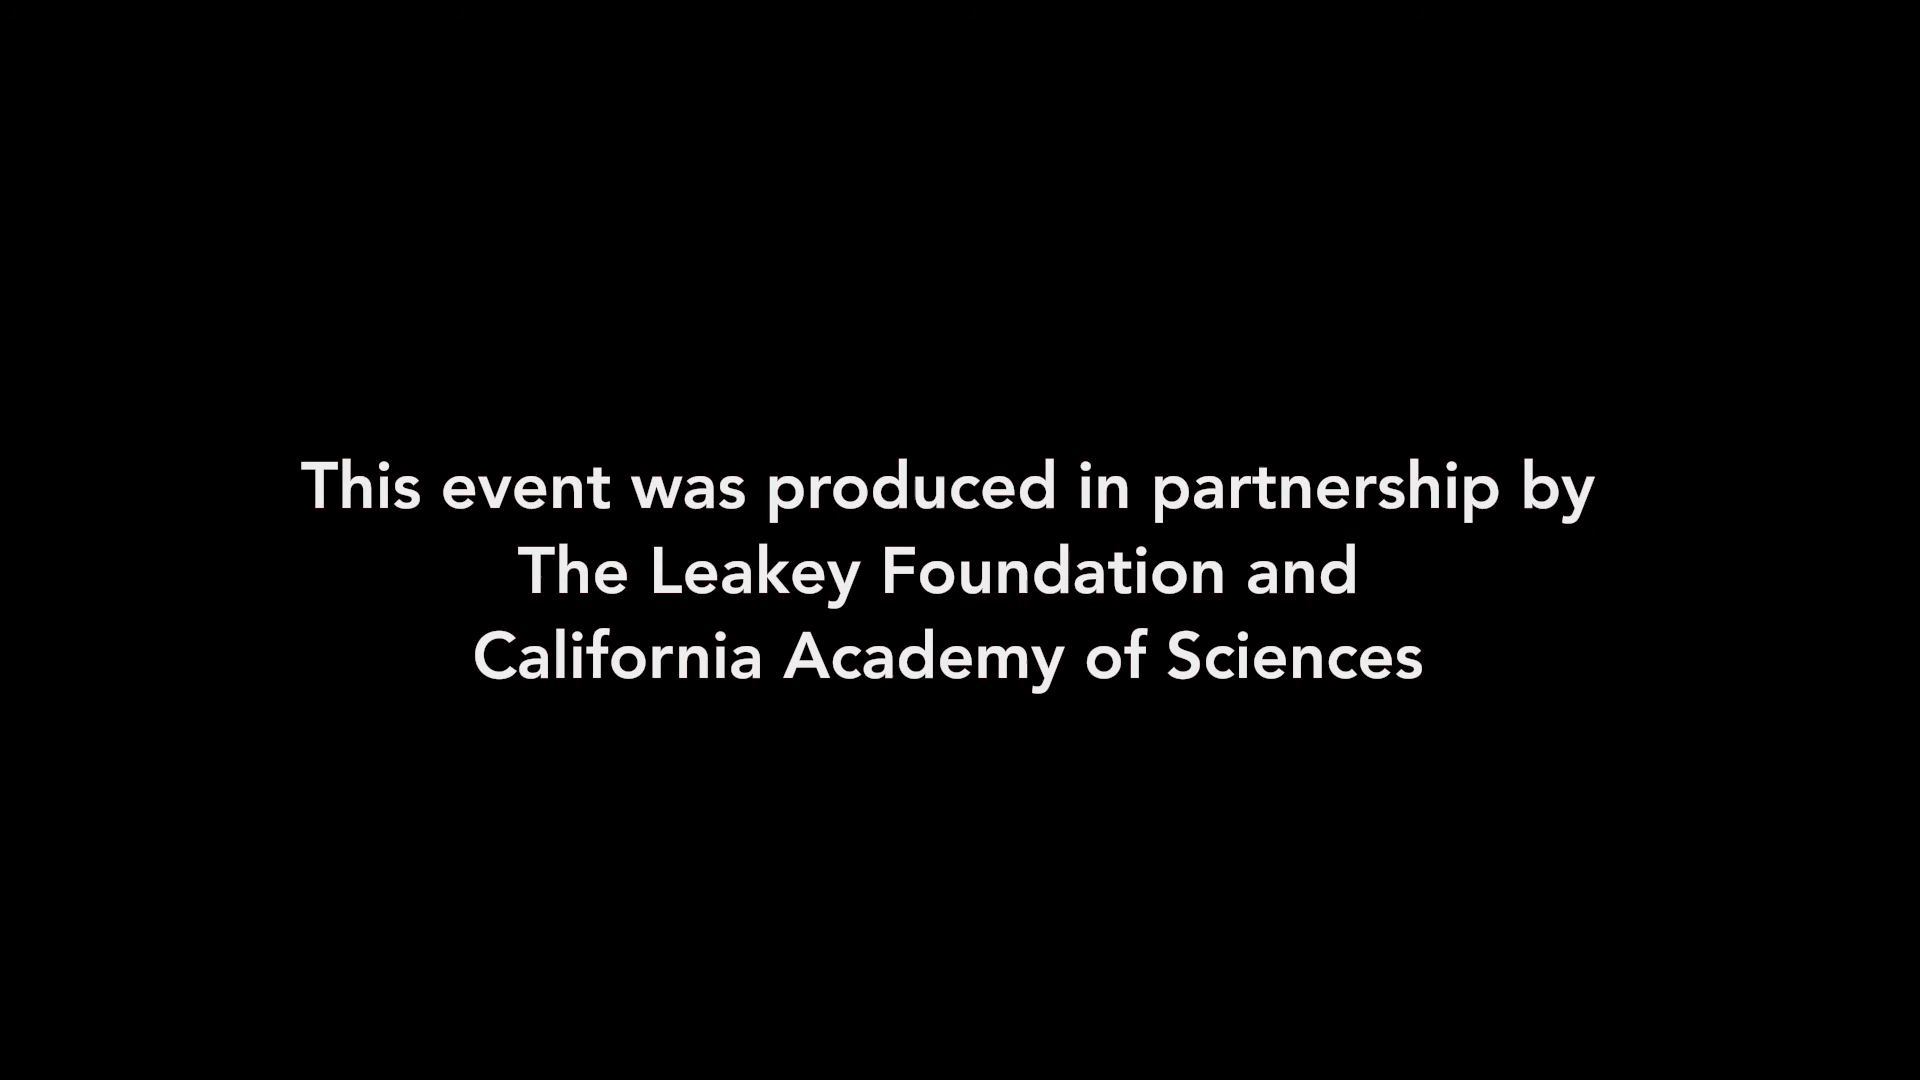 This event was produced in partnership by
The Leakey Foundation and
California Academy of Sciences